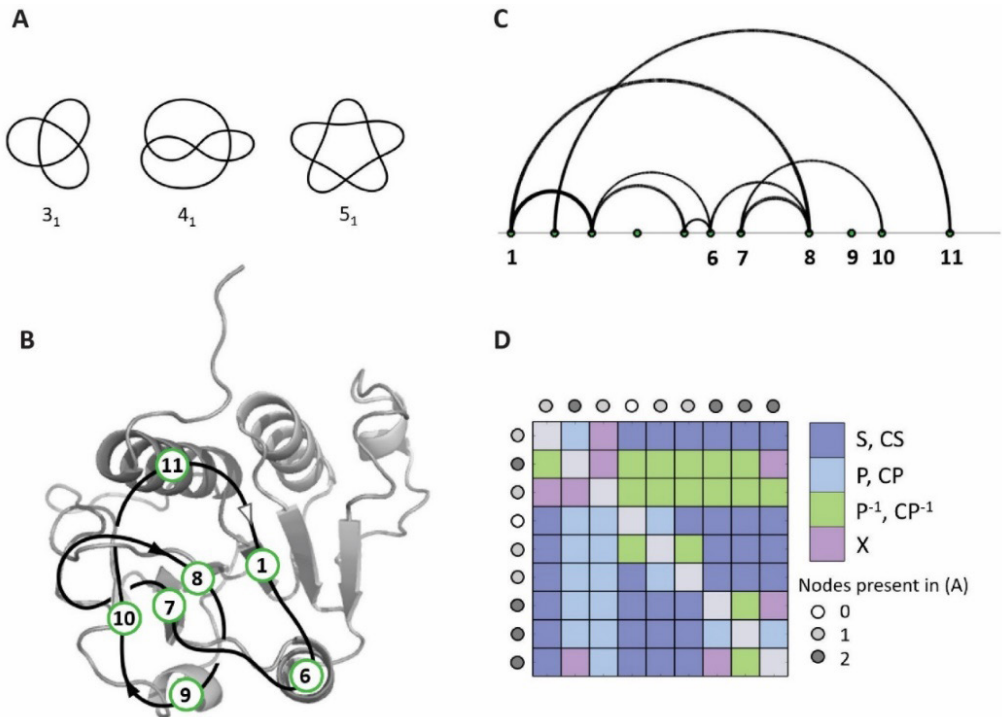 A
3₁ 4₁ 5₁
B
11
1
8
7
10
6
9
C
1 6 7 8 9 10 11
D
S, CS
P, CP
P⁻¹, CP⁻¹
X
Nodes present in (A)
0
1
2